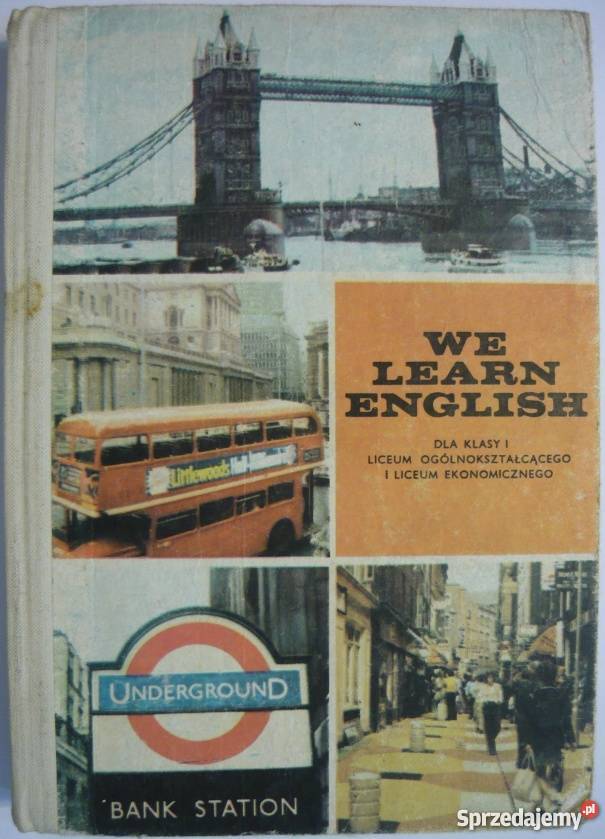 WE
LEARN
ENGLISH
DLA KLASY I
LICEUM OGÓLNOKSZTAŁCĄCEGO
I LICEUM EKONOMICZNEGO
Littlewoods
UNDERGROUND
BANK STATION
Sprzedajemy.pl